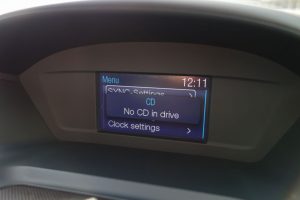 Menu
12:11
SYNC-Settings
CD
No CD in drive
Clock settings